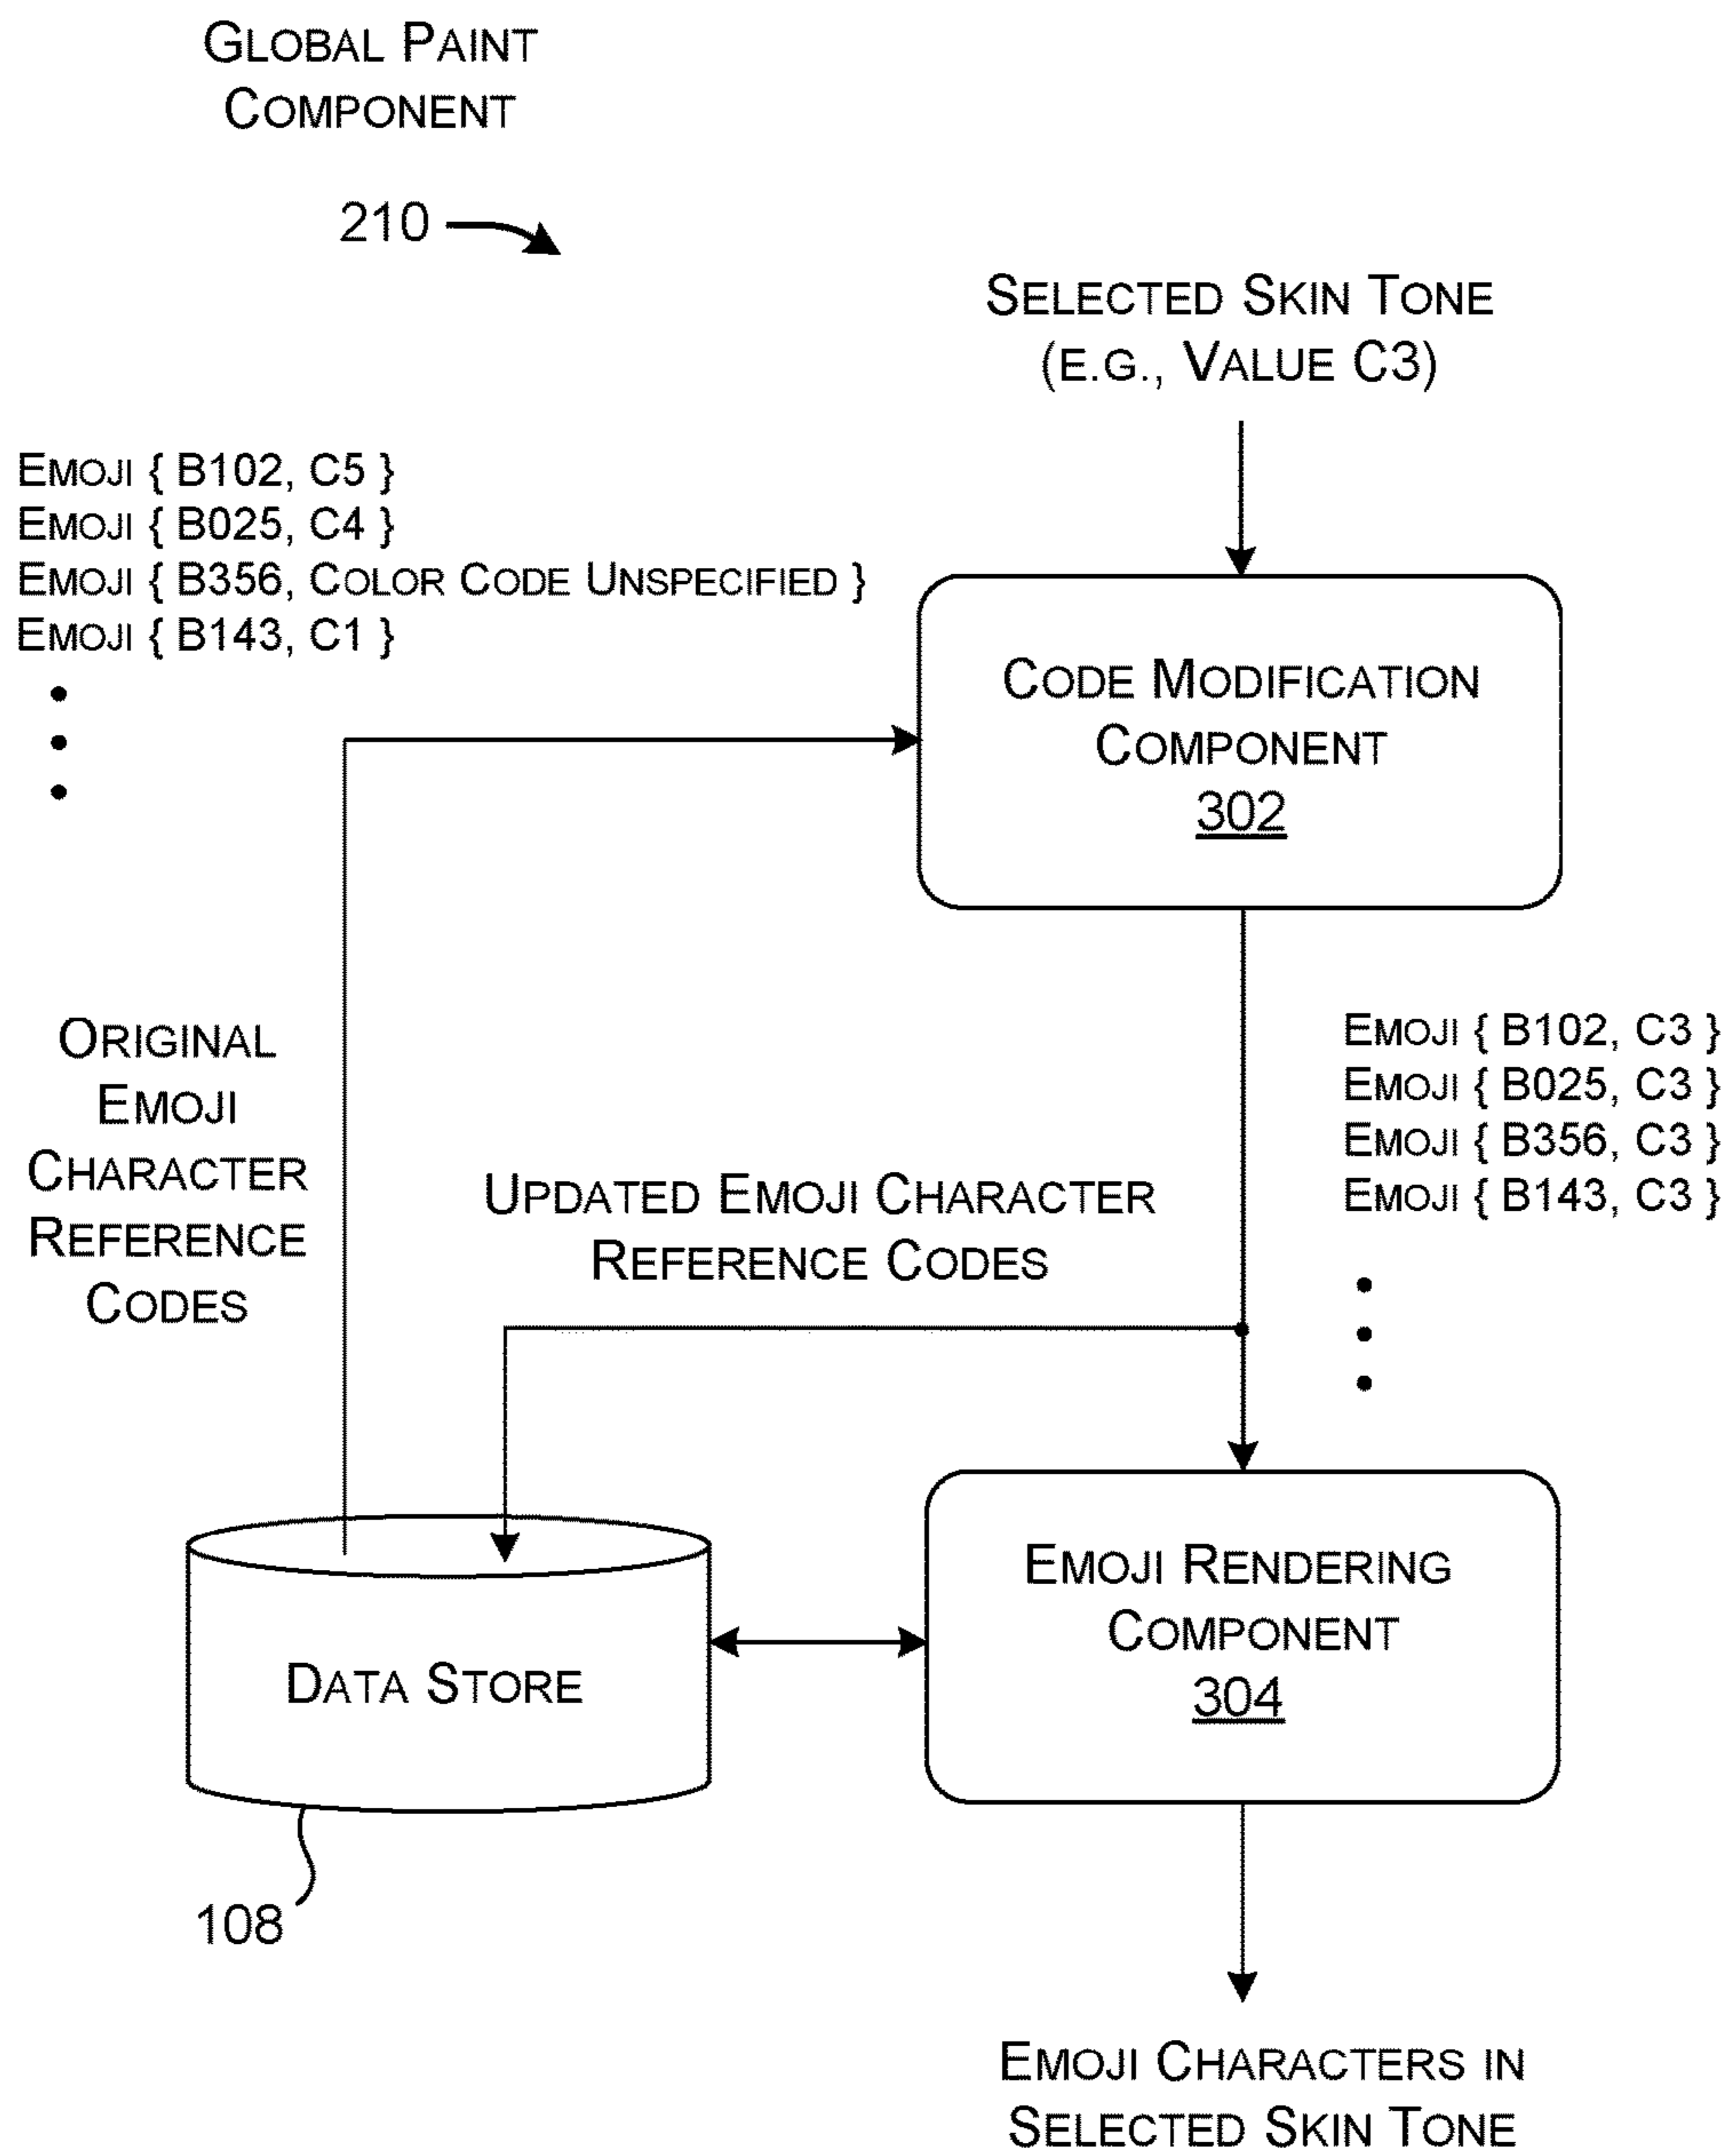 GLOBAL PAINT
COMPONENT
210
SELECTED SKIN TONE
(E.G., VALUE C3)
EMOJI { B102, C5 }
EMOJI { B025, C4 }
EMOJI { B356, COLOR CODE UNSPECIFIED }
EMOJI { B143, C1 }
CODE MODIFICATION
COMPONENT
302
ORIGINAL
EMOJI
CHARACTER
REFERENCE
CODES
EMOJI { B102, C3 }
EMOJI { B025, C3 }
EMOJI { B356, C3 }
EMOJI { B143, C3 }
UPDATED EMOJI CHARACTER
REFERENCE CODES
EMOJI RENDERING
COMPONENT
304
DATA STORE
108
EMOJI CHARACTERS IN
SELECTED SKIN TONE